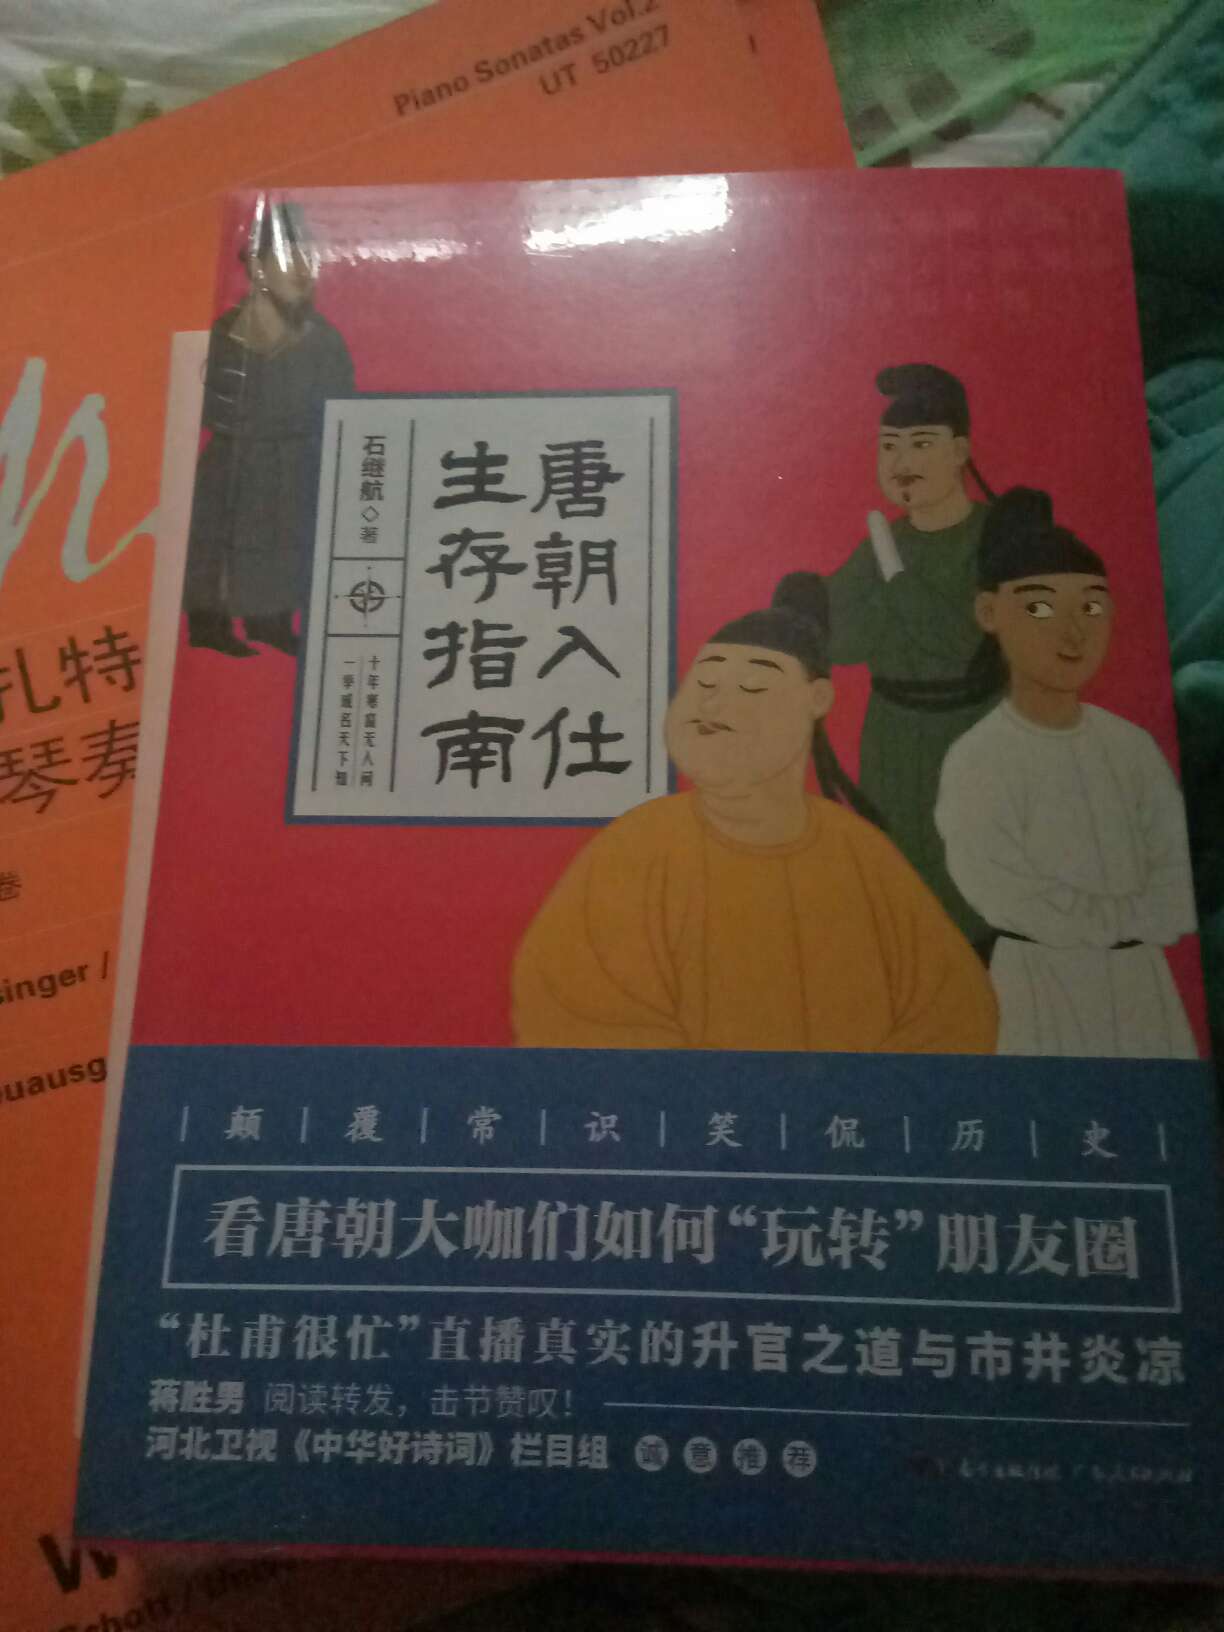 Piano Sonatas Vol.2
UT 50227
扎特
琴奏
卷
singer /
唐朝入仕
生存指南
石继航◇著
十年寒窗无人问
一举成名天下知
颠覆常识笑侃历史
看唐朝大咖们如何“玩转”朋友圈
“杜甫很忙”直播真实的升官之道与市井炎凉
蒋胜男 阅读转发，击节赞叹！
河北卫视《中华好诗词》栏目组 诚意推荐